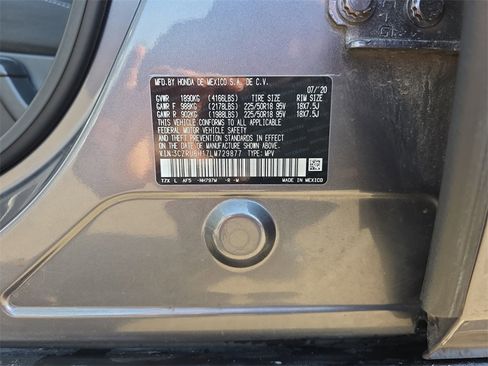 MFD. BY HONDA DE MEXICO S.A. DE C.V. 07/'20
GVWR 1890KG (4166LBS) TIRE SIZE RIM SIZE
GAWR F 988KG (2178LBS) 225/50R18 95V 18X7.5J
GAWR R 902KG (1988LBS) 225/50R18 95V 18X7.5J
THIS VEHICLE CONFORMS TO ALL APPLICABLE
FEDERAL MOTOR VEHICLE SAFETY
AND THEFT PREVENTION STANDARDS
IN EFFECT ON THE DATE
OF MANUFACTURE SHOWN ABOVE.
V.I.N: TYPE: MPV
T7X L AF5 -NH797M -R -M MADE IN MEXICO